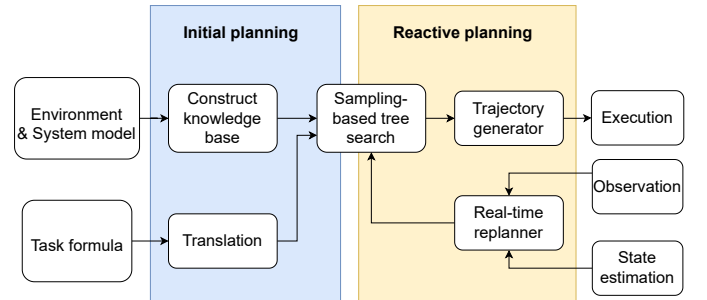 Initial planning
Reactive planning
Environment
& System model
Construct
knowledge
base
Sampling-
based tree
search
Trajectory
generator
Execution
Observation
Task formula
Translation
Real-time
replanner
State
estimation